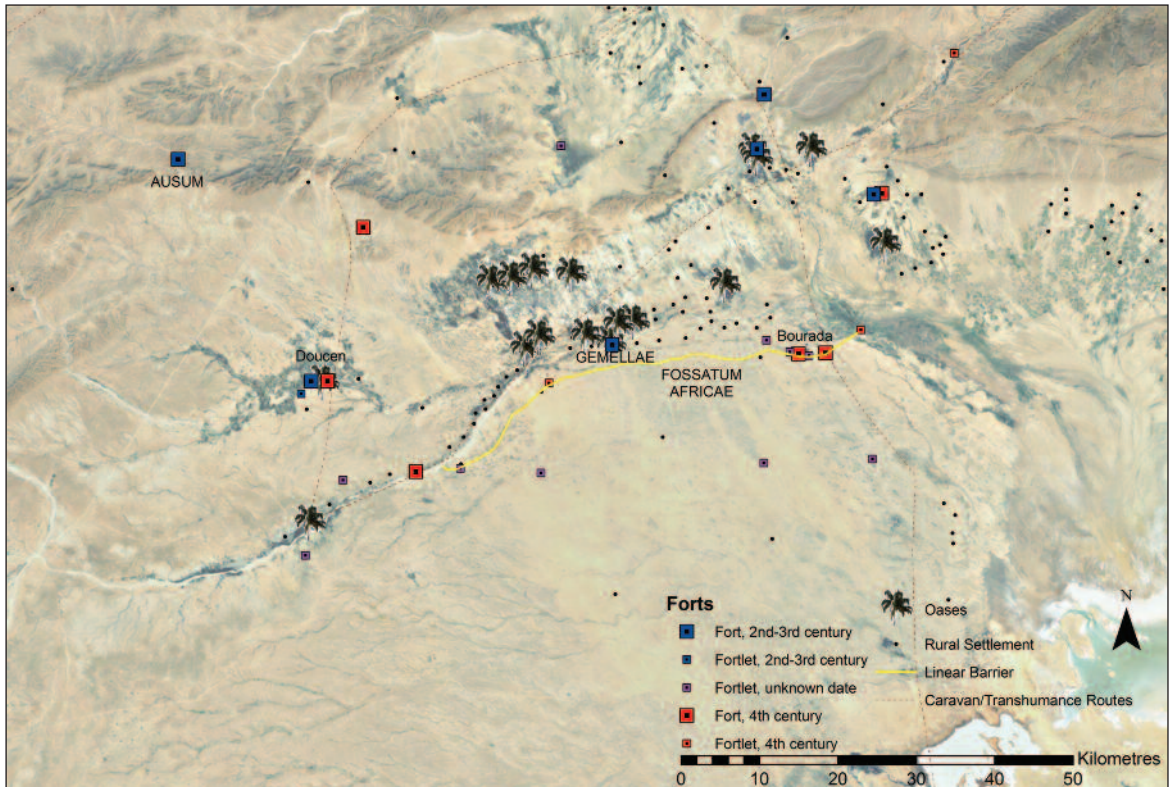 AUSUM
Doucen
GEMELLAE
Bourada
FOSSATUM
AFRICAE
Forts
Fort, 2nd-3rd century
Fortlet, 2nd-3rd century
Fortlet, unknown date
Fort, 4th century
Fortlet, 4th century
Oases
Rural Settlement
Linear Barrier
Caravan/Transhumance Routes
N
Kilometres
0 10 20 30 40 50